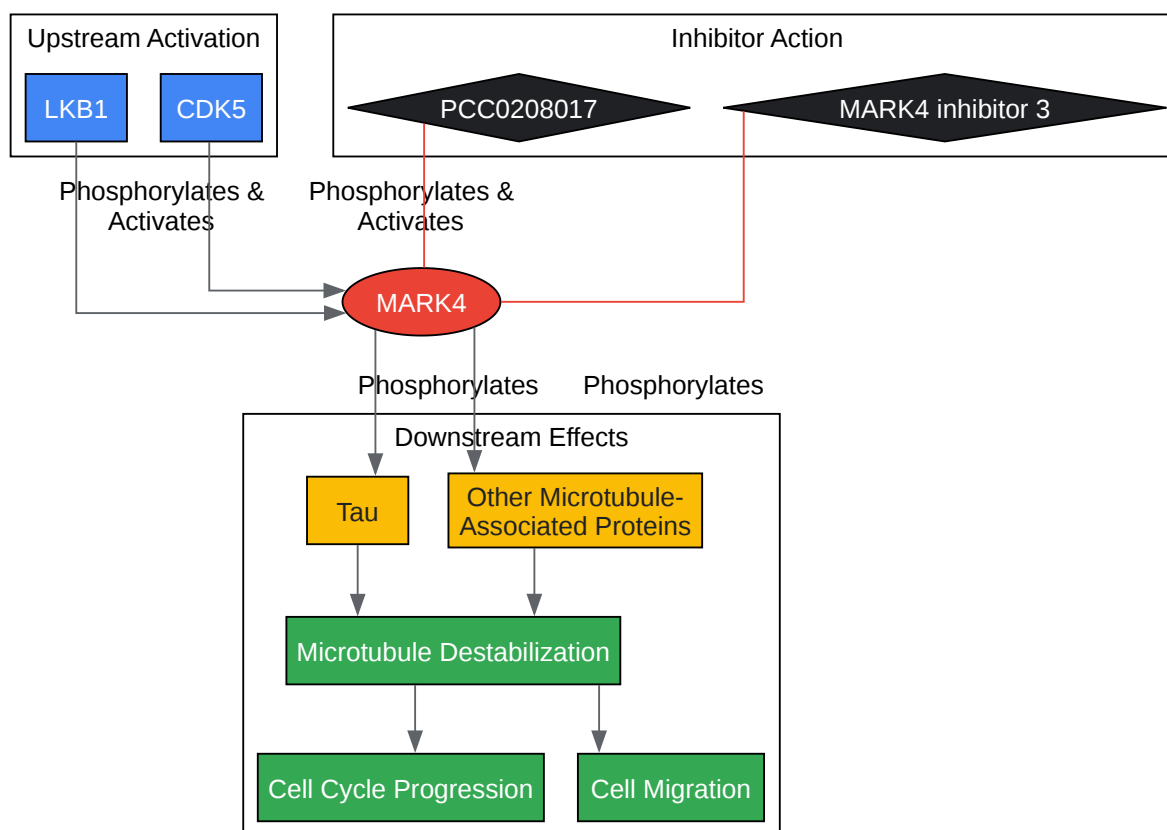 Upstream Activation
Inhibitor Action
LKB1
CDK5
PCC0208017
MARK4 inhibitor 3
Phosphorylates &
Activates
Phosphorylates &
Activates
MARK4
Phosphorylates
Phosphorylates
Downstream Effects
Tau
Other Microtubule-
Associated Proteins
Microtubule Destabilization
Cell Cycle Progression
Cell Migration